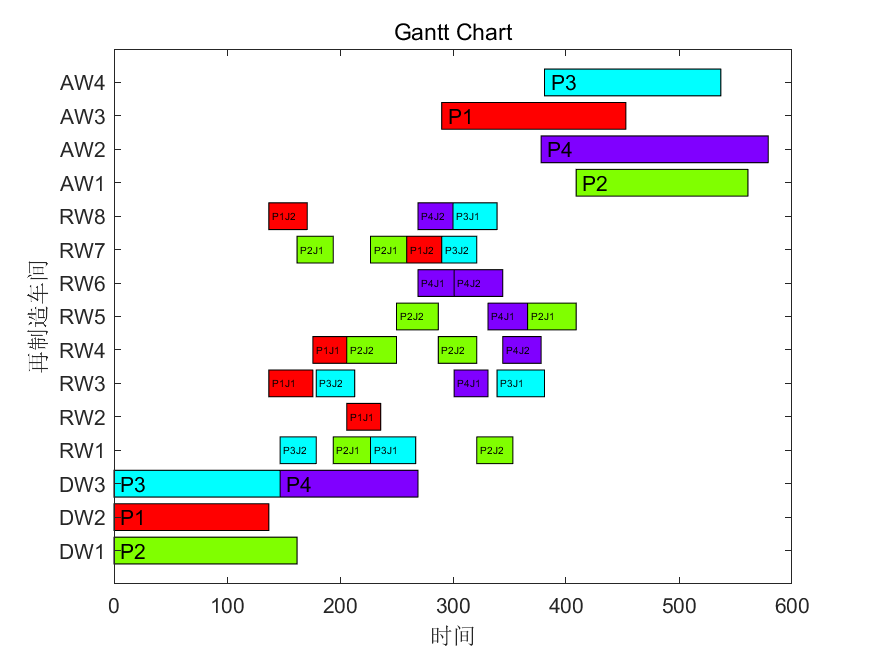 Gantt Chart
AW4 P3
AW3 P1
AW2 P4
AW1 P2
RW8 P1J2 P4J2 P3J1
RW7 P2J1 P2J1 P1J2 P3J2
RW6 P4J1 P4J2
RW5 P2J2 P4J1 P2J1
RW4 P1J1 P2J2 P2J2 P4J2
RW3 P1J1 P3J2 P4J1 P3J1
RW2 P1J1
RW1 P3J2 P2J1 P3J1 P2J2
DW3 P3 P4
DW2 P1
DW1 P2
0 100 200 300 400 500 600
时间
再制造车间